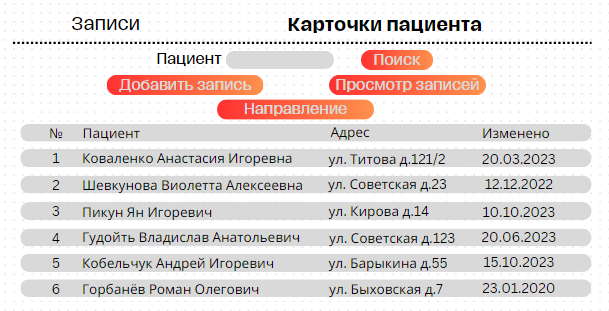 Записи Карточки пациента
Пациент Поиск
Добавить запись Просмотр записей
Направление
№ Пациент Адрес Изменено
1 Коваленко Анастасия Игоревна ул. Титова д.121/2 20.03.2023
2 Шевкунова Виолетта Алексеевна ул. Советская д.23 12.12.2022
3 Пикун Ян Игоревич ул. Кирова д.14 10.10.2023
4 Гудойть Владислав Анатольевич ул. Советская д.123 20.06.2023
5 Кобельчук Андрей Игоревич ул. Барыкина д.55 15.10.2023
6 Горбанёв Роман Олегович ул. Быховская д.7 23.01.2020